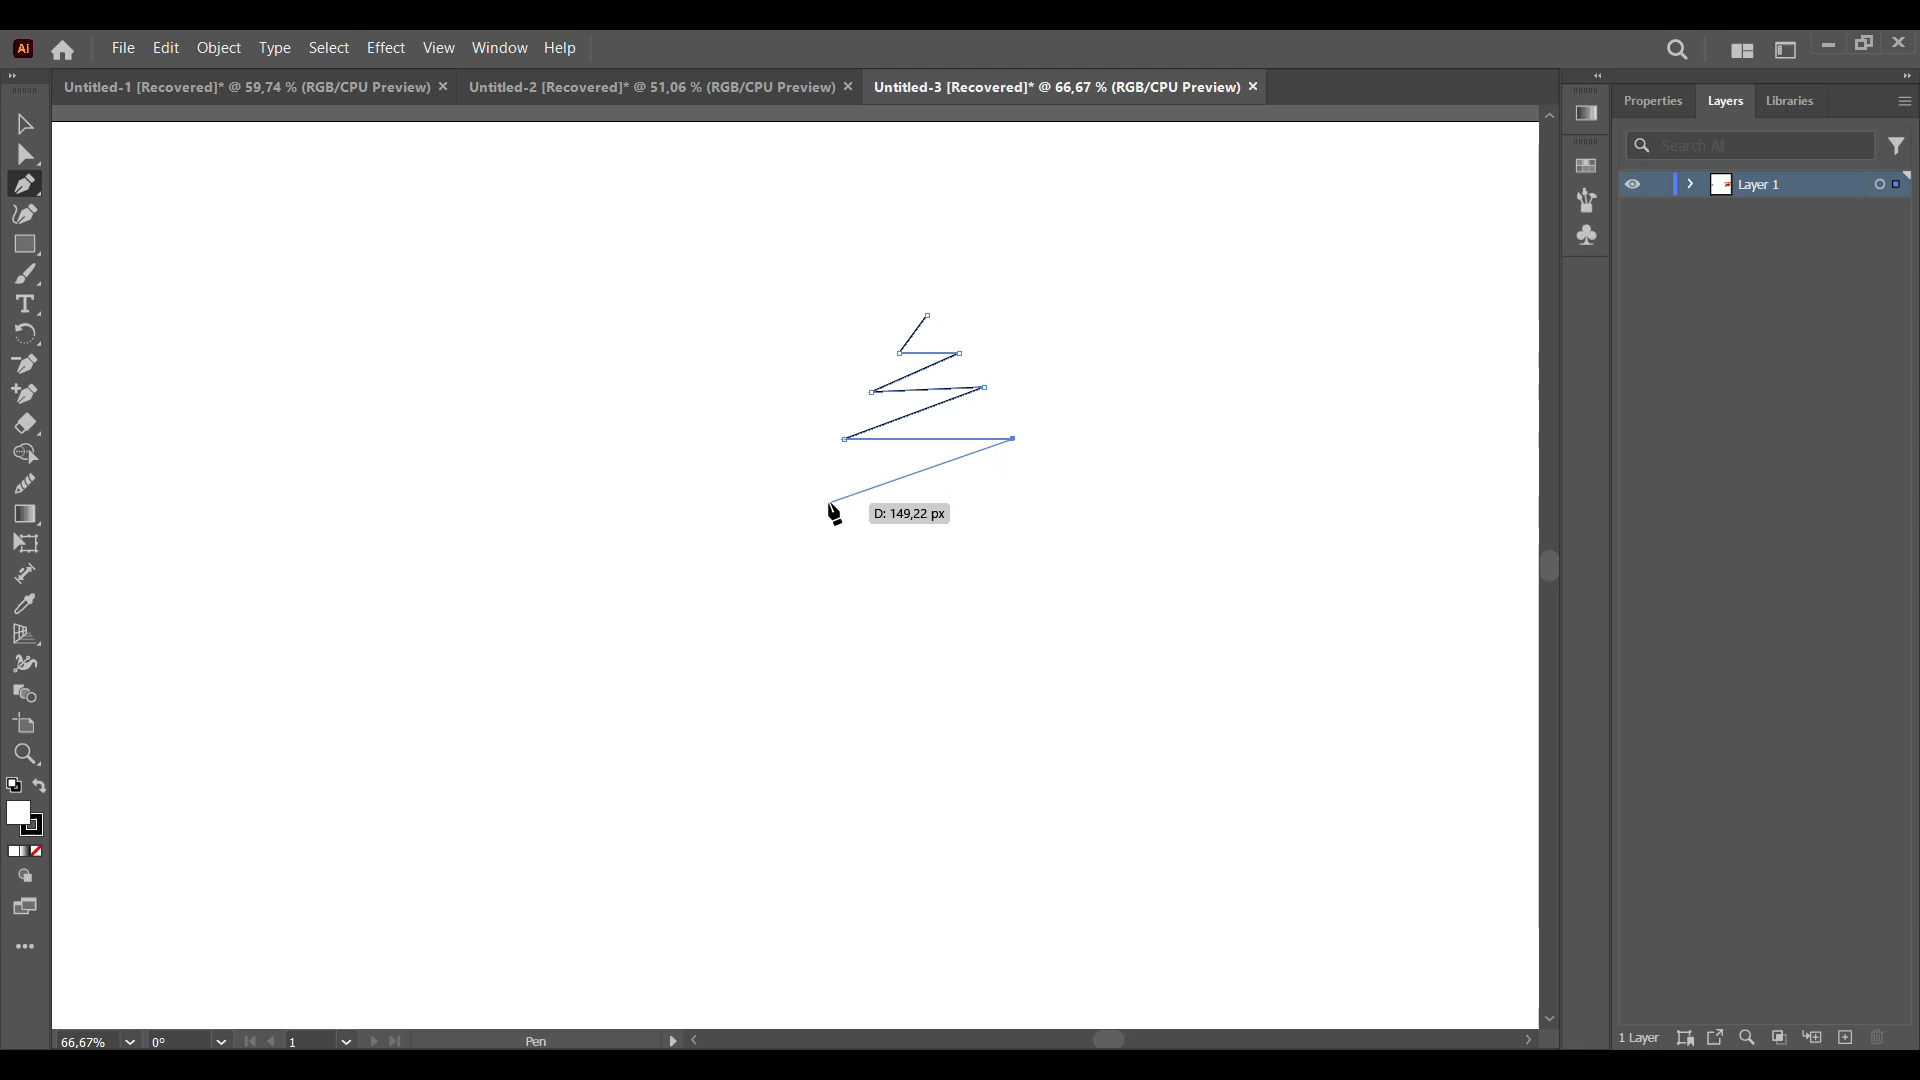 Ai File Edit Object Type Select Effect View Window Help
Untitled-1 [Recovered]* @ 59,74 % (RGB/CPU Preview) Untitled-2 [Recovered]* @ 51,06 % (RGB/CPU Preview) Untitled-3 [Recovered]* @ 66,67 % (RGB/CPU Preview)
Properties Layers Libraries
Search All
Layer 1
D: 149,22 px
66,67% 0° 1 Pen
1 Layer